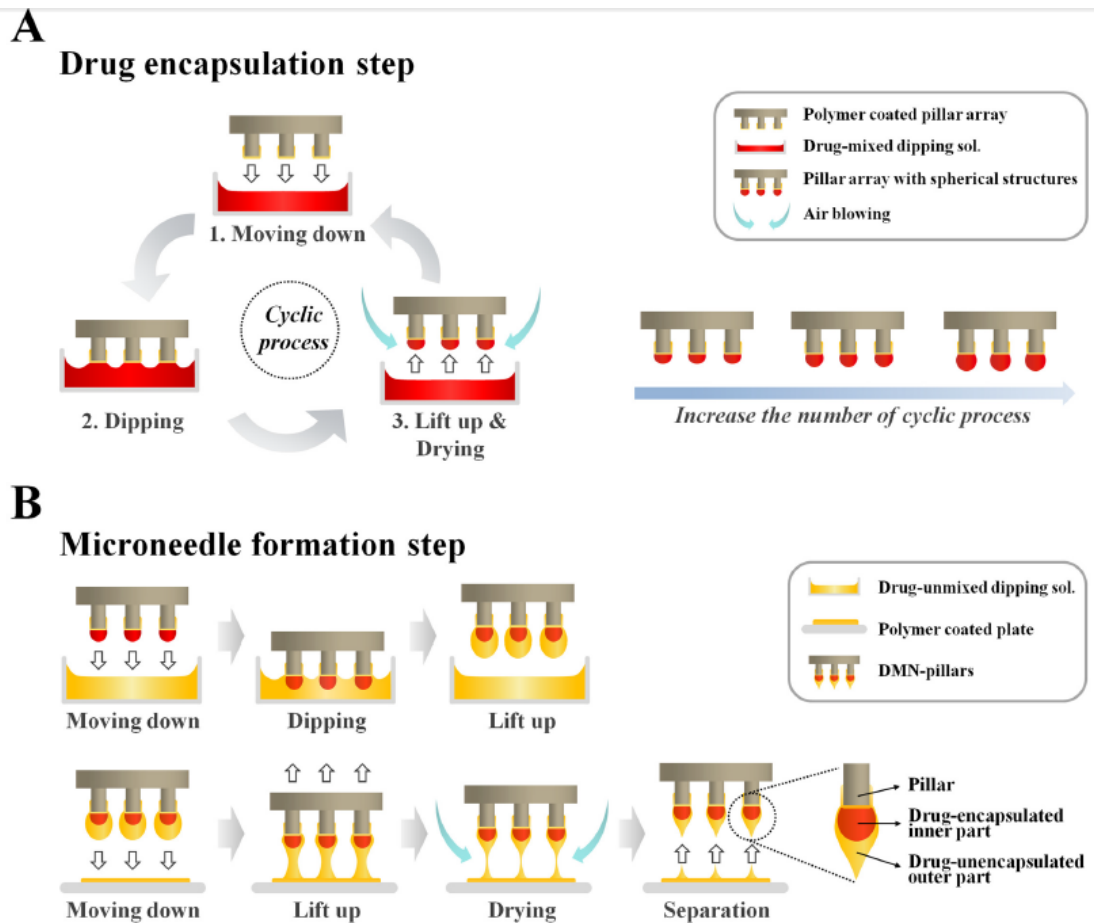 A
Drug encapsulation step
Polymer coated pillar array
Drug-mixed dipping sol.
Pillar array with spherical structures
Air blowing
1. Moving down
Cyclic
process
2. Dipping
3. Lift up &
Drying
Increase the number of cyclic process
B
Microneedle formation step
Drug-unmixed dipping sol.
Polymer coated plate
DMN-pillars
Moving down
Dipping
Lift up
Pillar
Drug-encapsulated
inner part
Drug-unencapsulated
outer part
Moving down
Lift up
Drying
Separation